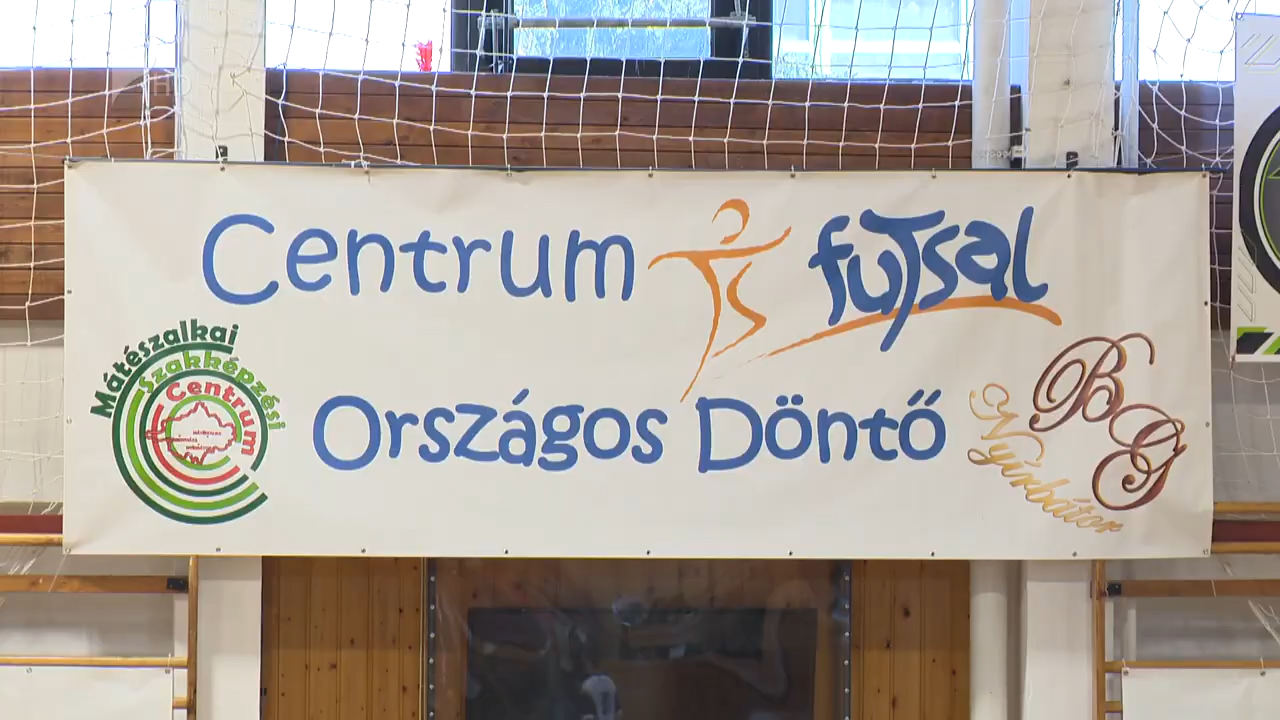 Centrum futsal
Mátészalkai
Szakképzési
Centrum
Országos Döntő
BG
Nyírbátor